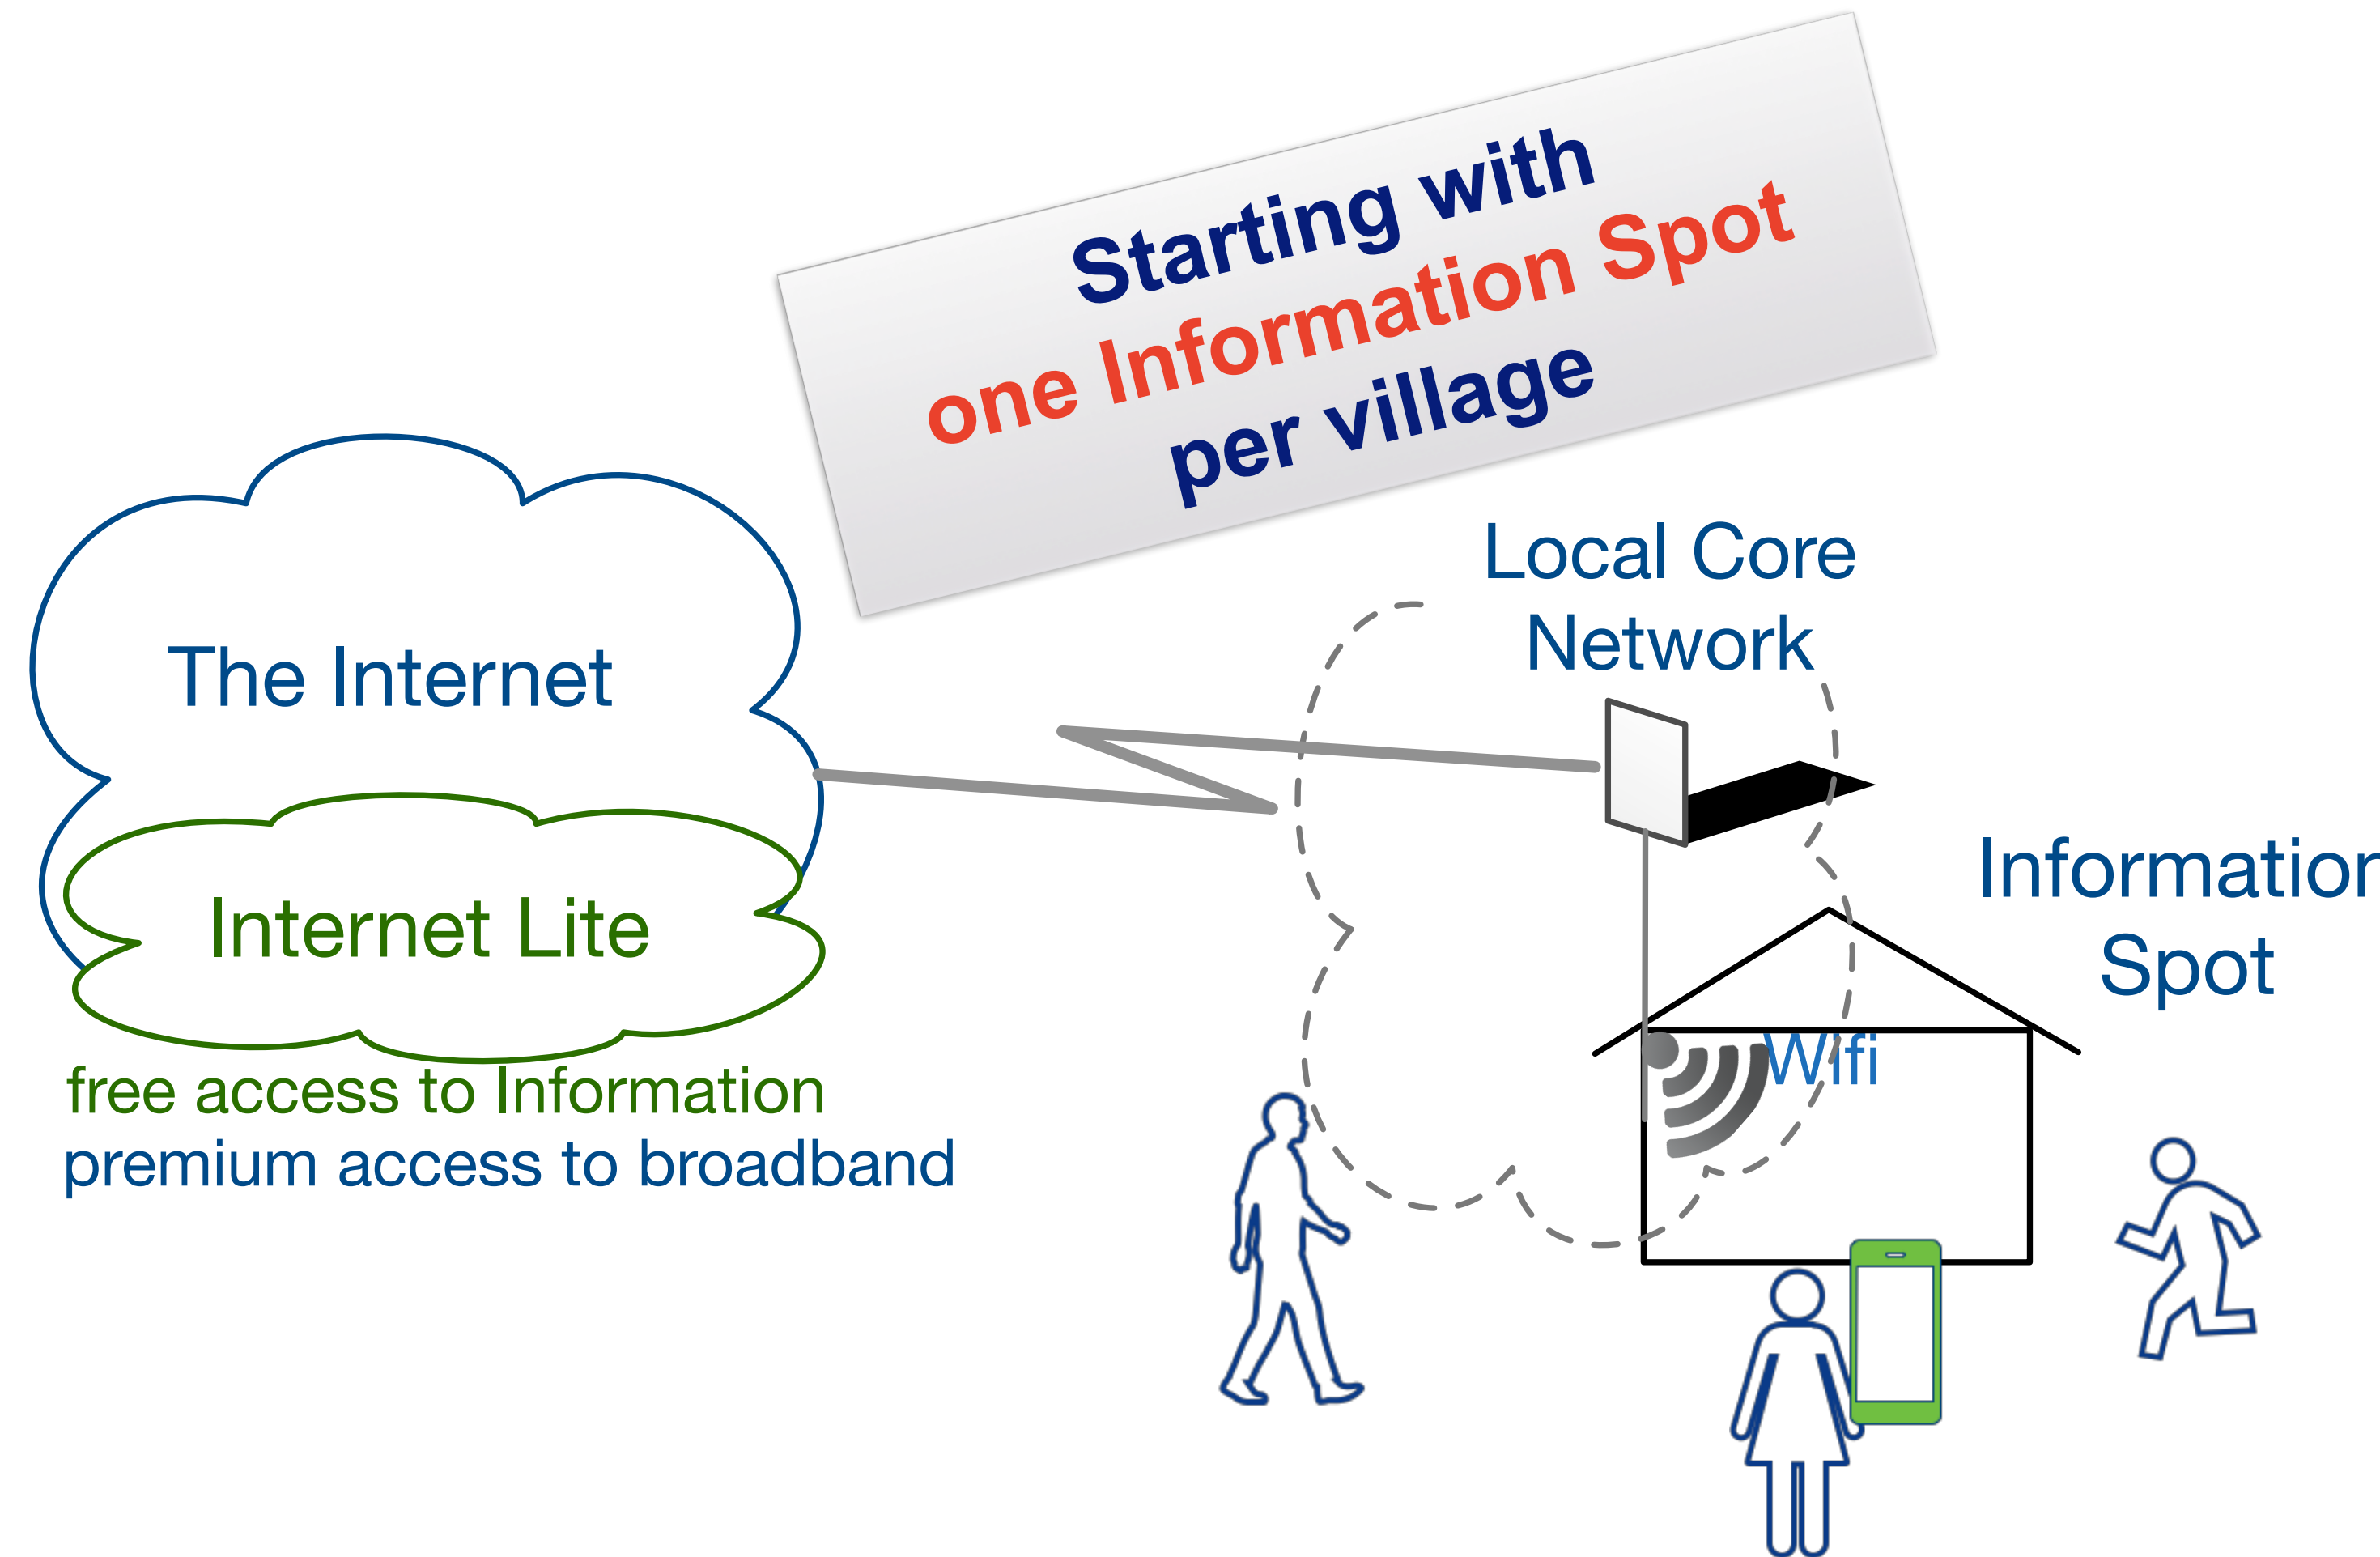 Starting with
one Information Spot
per village
The Internet
Internet Lite
free access to Information
premium access to broadband
Local Core
Network
Information
Spot
Wifi